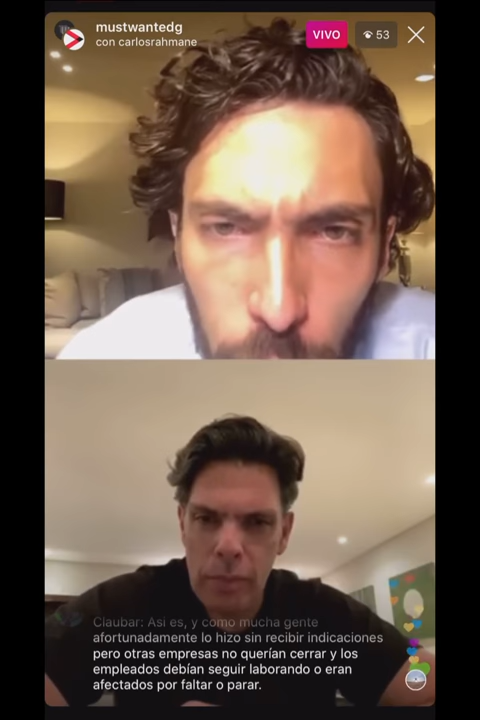 mustwantedg
con carlosrahmane
VIVO
53
Claubar: Asi es, y como mucha gente
afortunadamente lo hizo sin recibir indicaciones
pero otras empresas no querían cerrar y los
empleados debían seguir laborando o eran
afectados por faltar o parar.